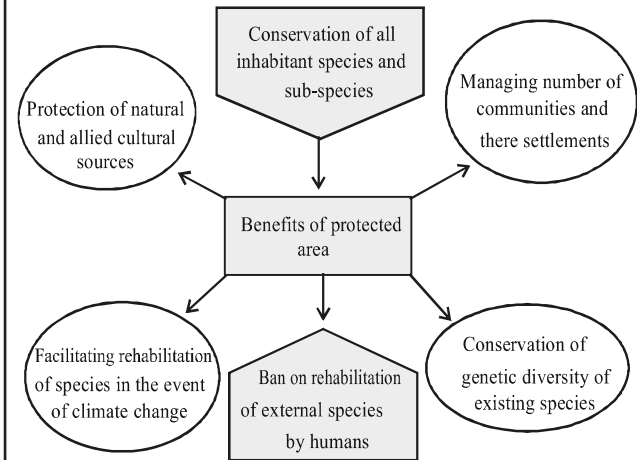 Conservation of all
inhabitant species and
sub-species
Protection of natural
and allied cultural
sources
Managing number of
communities and
there settlements
Benefits of protected
area
Facilitating rehabilitation
of species in the event
of climate change
Ban on rehabilitation
of external species
by humans
Conservation of
genetic diversity of
existing species